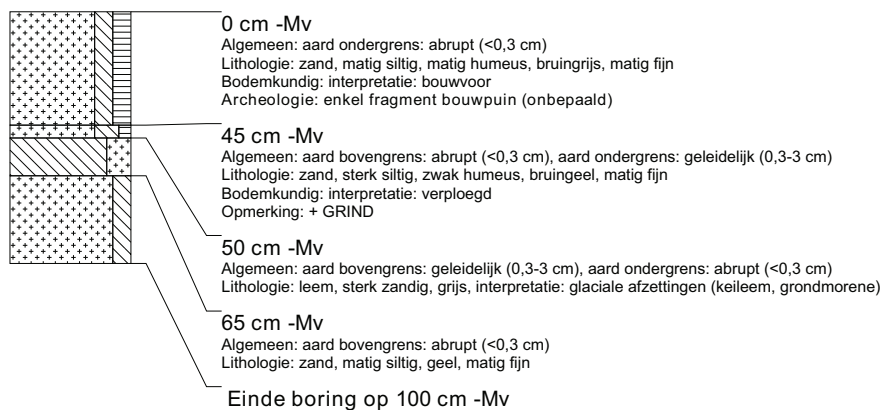 0 cm -Mv
Algemeen: aard ondergrens: abrupt (<0,3 cm)
Lithologie: zand, matig siltig, matig humeus, bruingrijs, matig fijn
Bodemkundig: interpretatie: bouwvoor
Archeologie: enkel fragment bouwpuin (onbepaald)
45 cm -Mv
Algemeen: aard bovengrens: abrupt (<0,3 cm), aard ondergrens: geleidelijk (0,3-3 cm)
Lithologie: zand, sterk siltig, zwak humeus, bruingeel, matig fijn
Bodemkundig: interpretatie: verploegd
Opmerking: + GRIND
50 cm -Mv
Algemeen: aard bovengrens: geleidelijk (0,3-3 cm), aard ondergrens: abrupt (<0,3 cm)
Lithologie: leem, sterk zandig, grijs, interpretatie: glaciale afzettingen (keileem, grondmorene)
65 cm -Mv
Algemeen: aard bovengrens: abrupt (<0,3 cm)
Lithologie: zand, matig siltig, geel, matig fijn
Einde boring op 100 cm -Mv